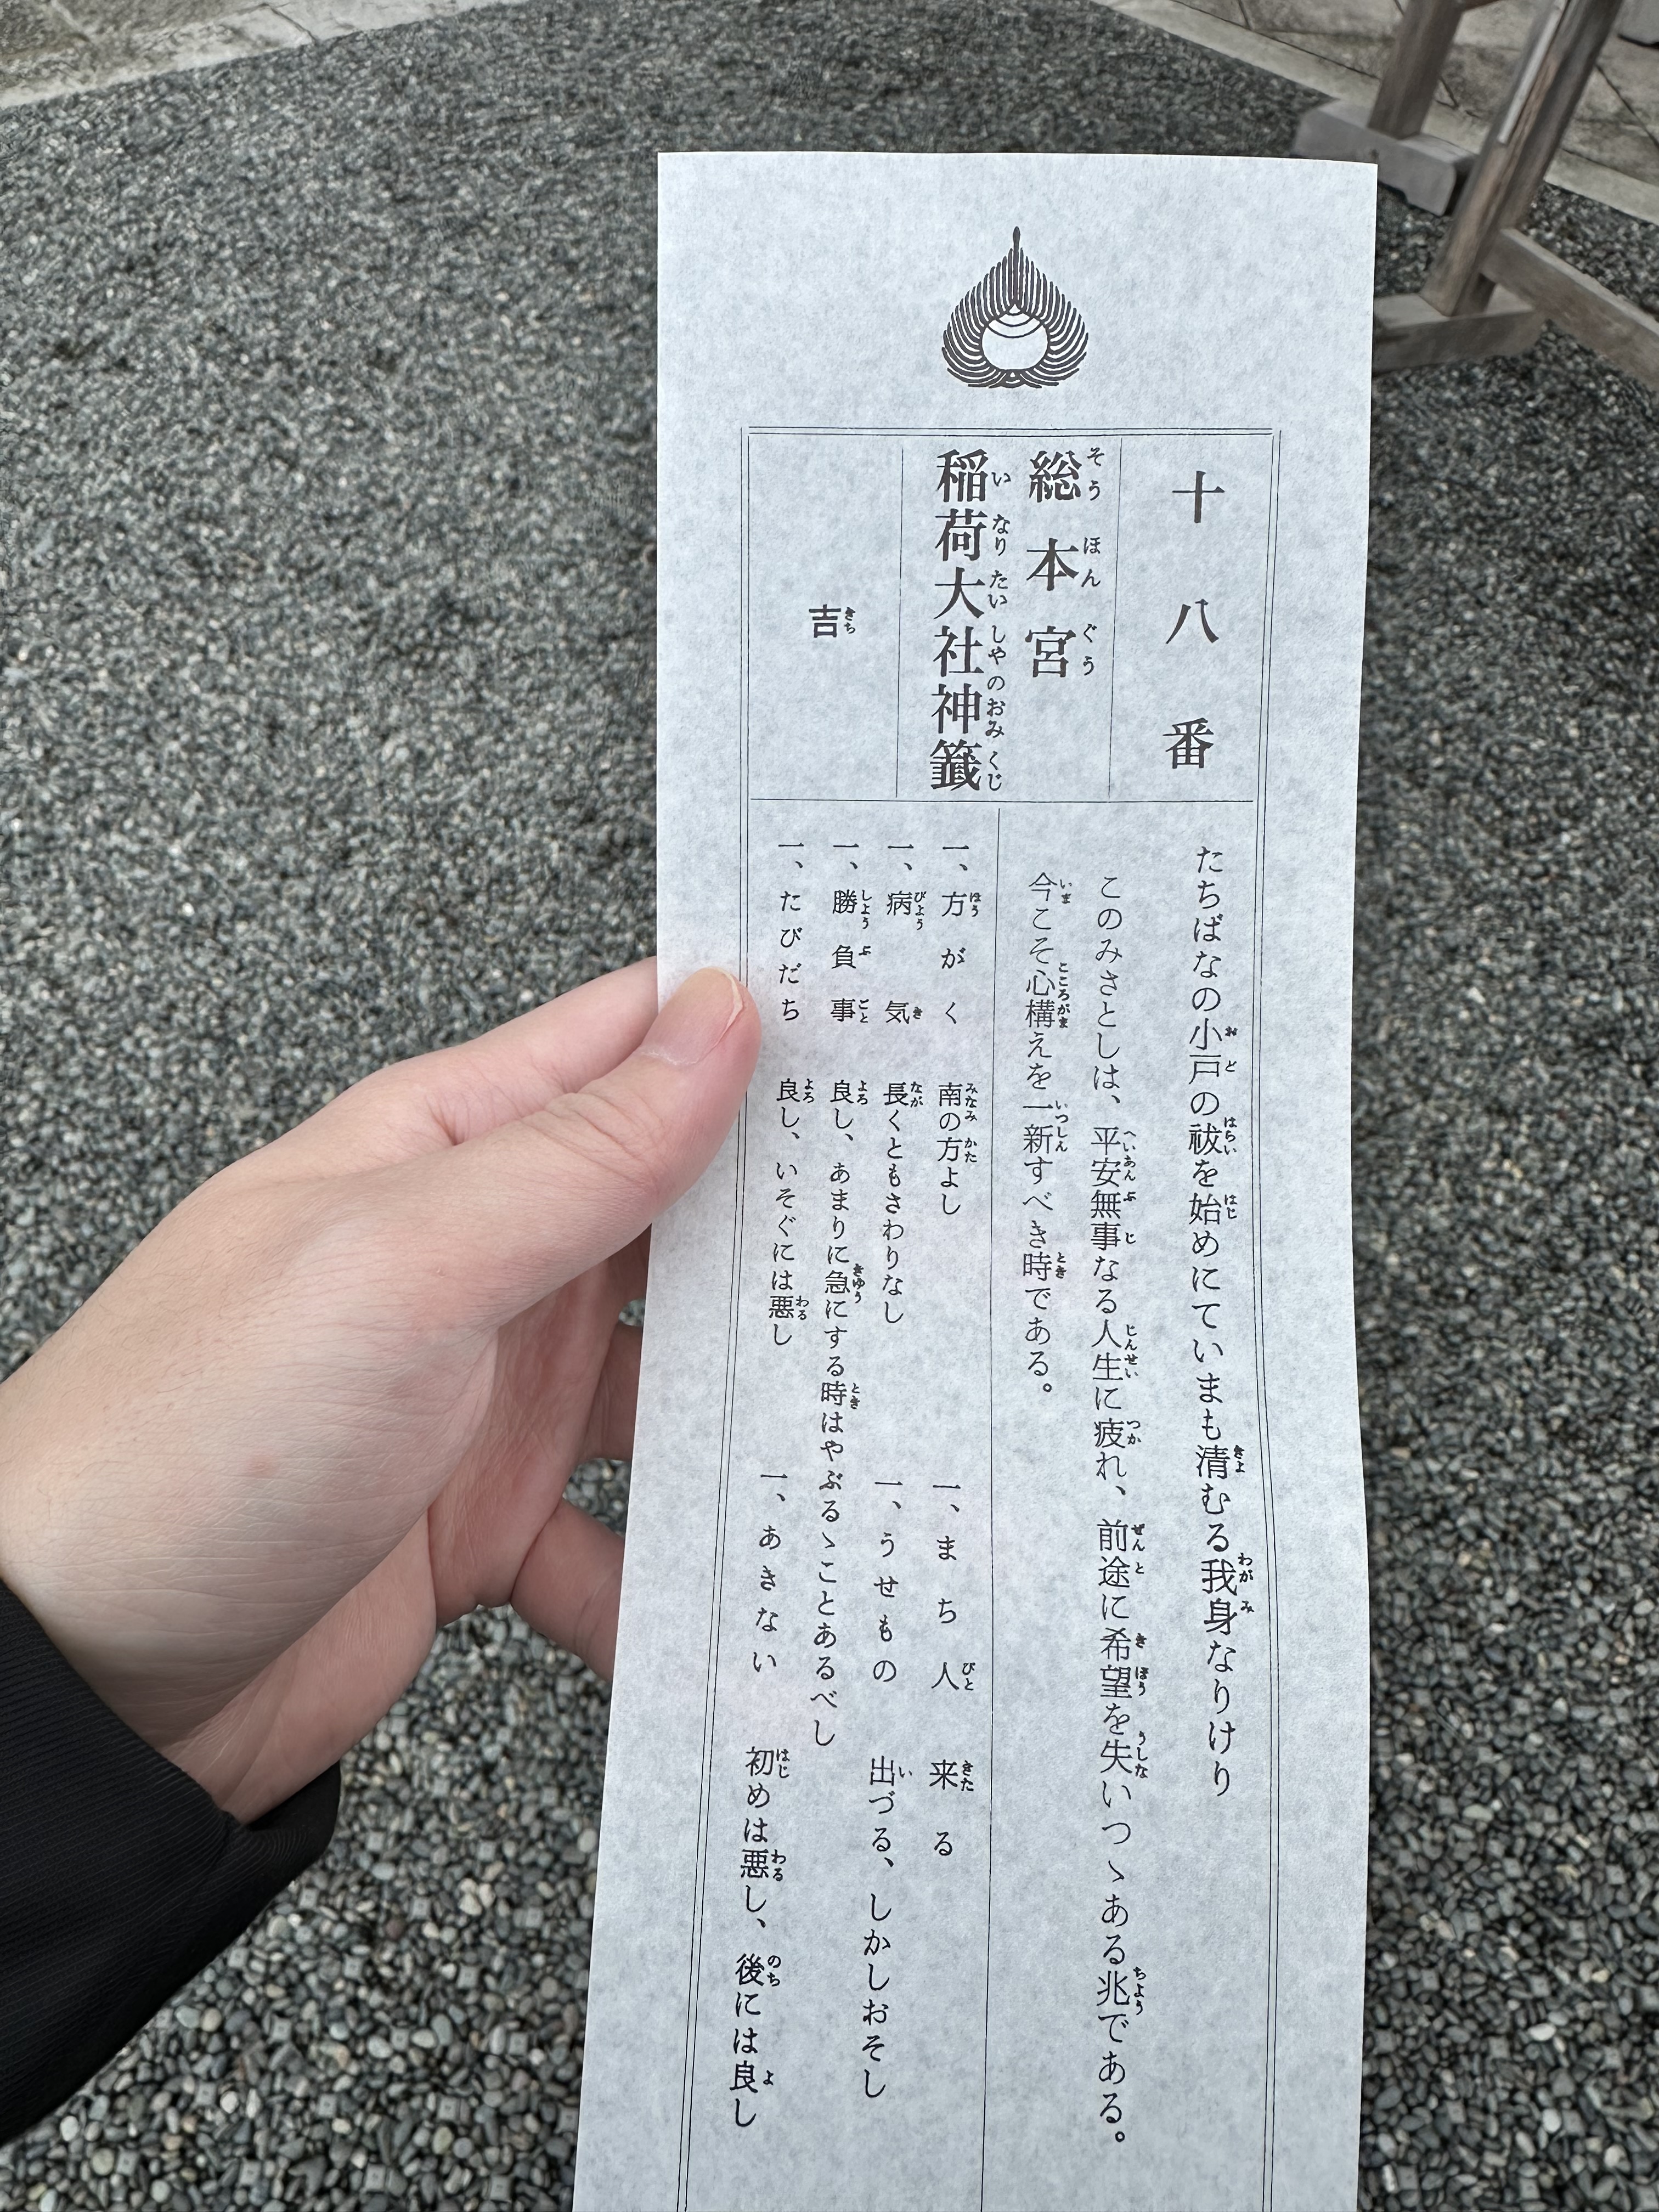 十八番
総本宮
稲荷大社神籤
吉
たちばなの小戸の祓を始めにていまも清むる我身なりけり
このみさとしは、平安無事なる人生に疲れ、前途に希望を失いつゝある兆である。
今こそ心構えを一新すべき時である。
一、方がく 南の方よし
一、まち人 来る
一、病気 長くともさわりなし
一、うせもの 出づる、しかしおそし
一、勝負事 良し、あまりに急にする時はやぶるゝことあるべし
一、たびだち 良し、いそぐには悪し
一、あきない 初めは悪し、後には良し